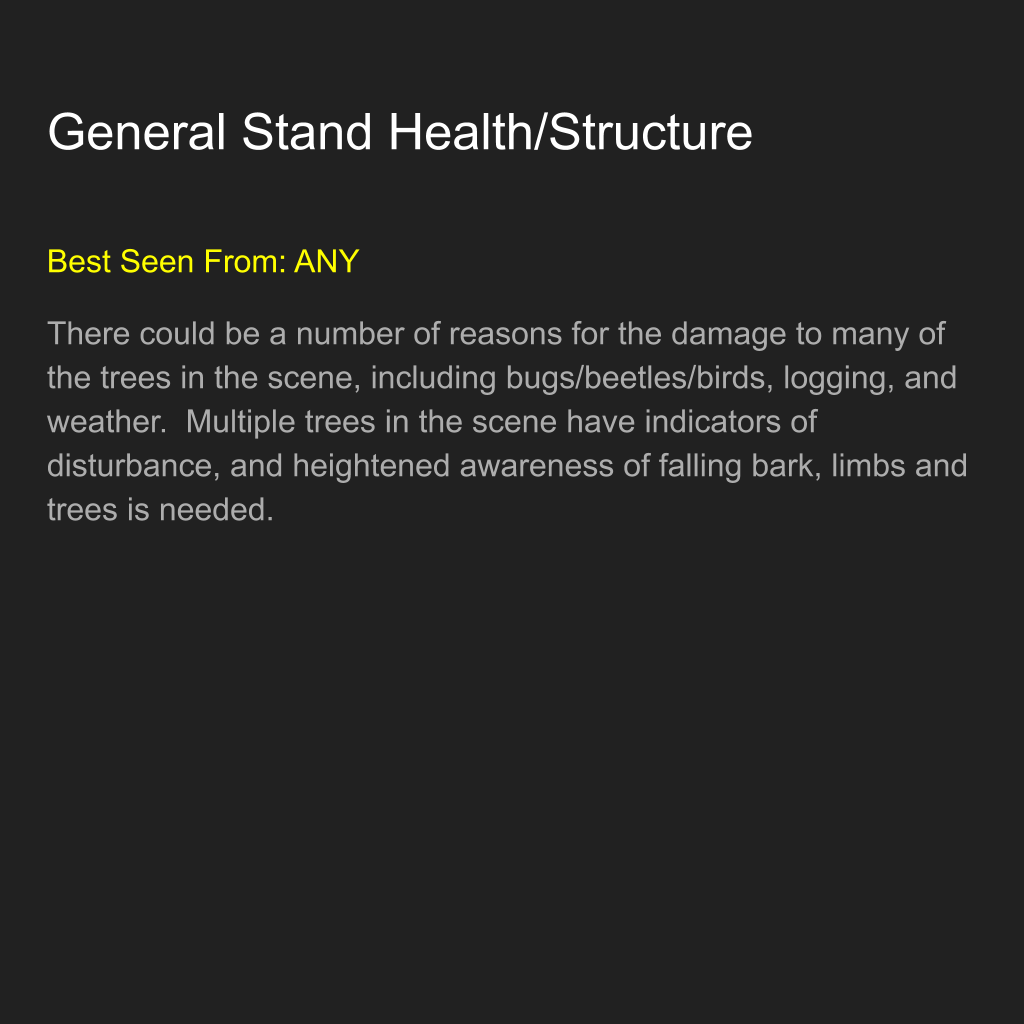 General Stand Health/Structure
Best Seen From: ANY
There could be a number of reasons for the damage to many of
the trees in the scene, including bugs/beetles/birds, logging, and
weather.  Multiple trees in the scene have indicators of
disturbance, and heightened awareness of falling bark, limbs and
trees is needed.